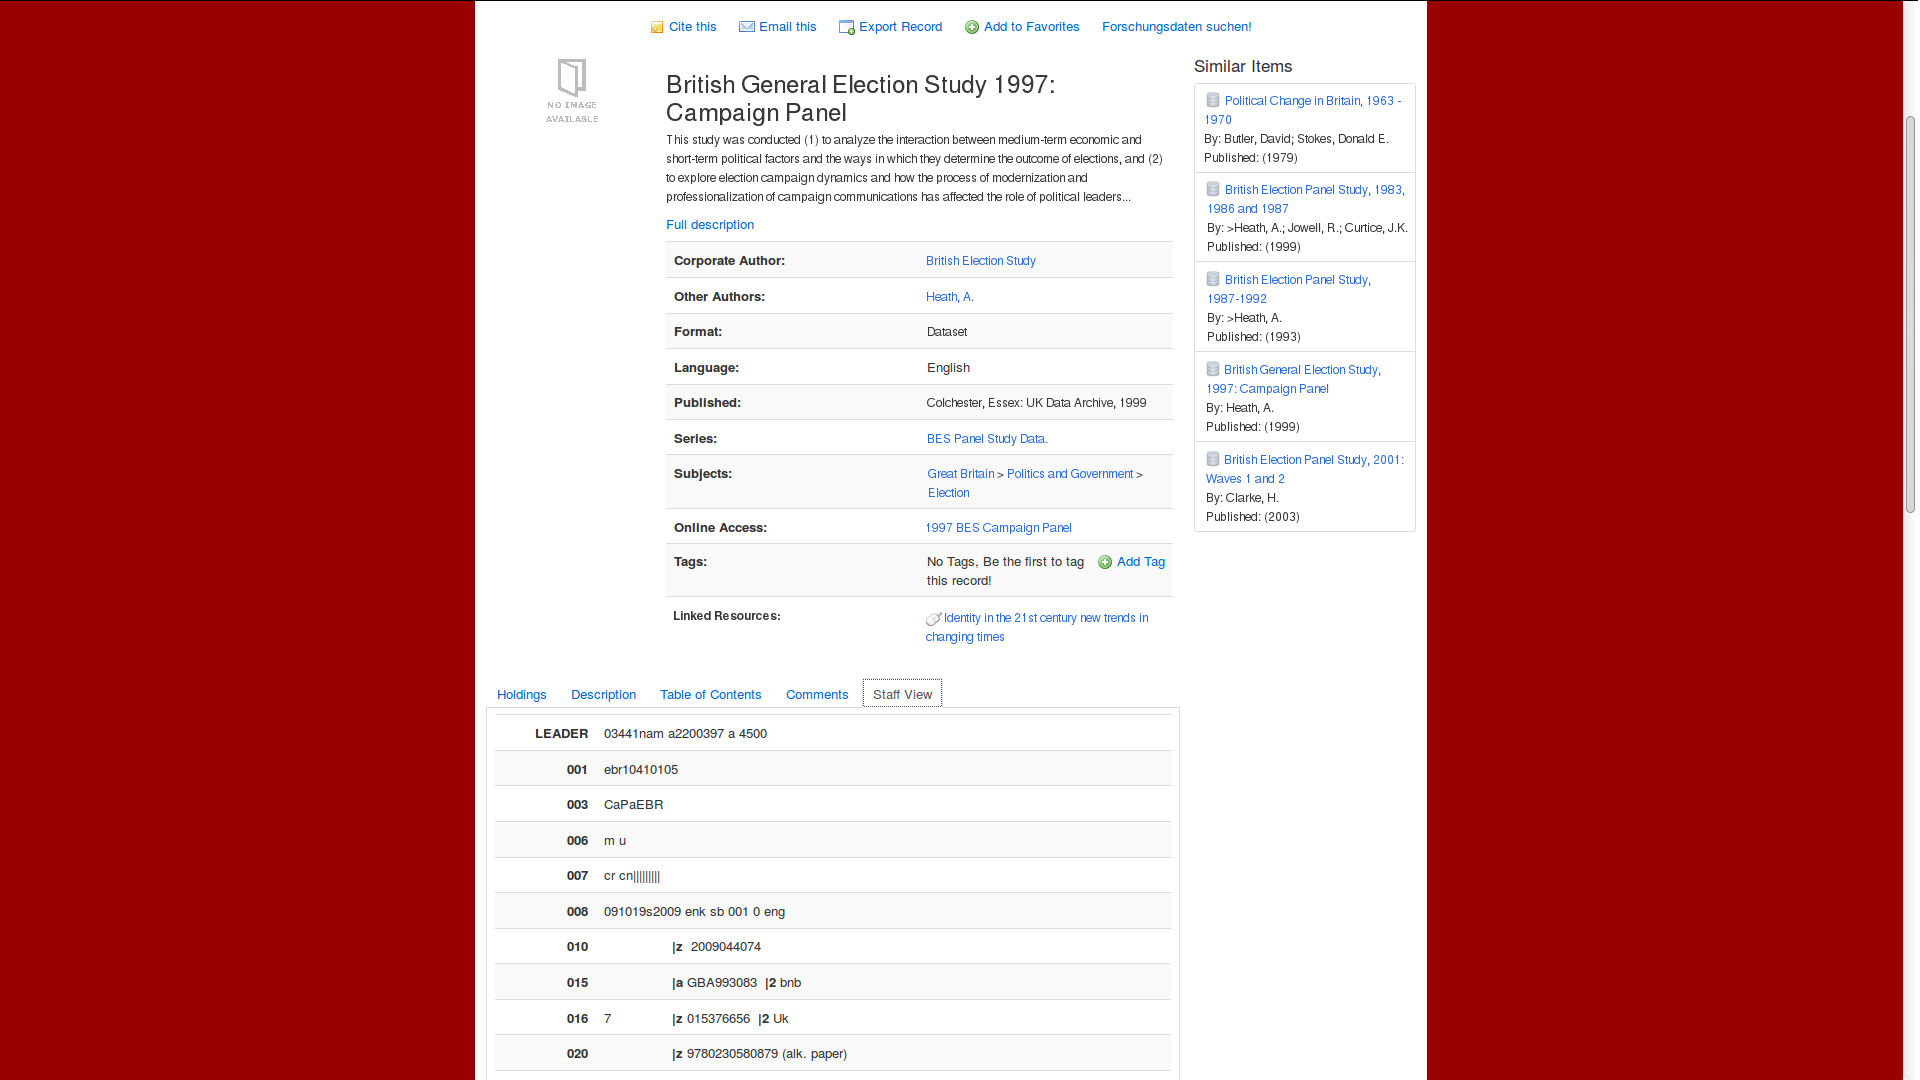 Cite this Email this Export Record Add to Favorites Forschungsdaten suchen!
NO IMAGE
AVAILABLE
British General Election Study 1997:
Campaign Panel
This study was conducted (1) to analyze the interaction between medium-term economic and
short-term political factors and the ways in which they determine the outcome of elections, and (2)
to explore election campaign dynamics and how the process of modernization and
professionalization of campaign communications has affected the role of political leaders...
Full description
Corporate Author: British Election Study
Other Authors: Heath, A.
Format: Dataset
Language: English
Published: Colchester, Essex: UK Data Archive, 1999
Series: BES Panel Study Data.
Subjects: Great Britain > Politics and Government >
Election
Online Access: 1997 BES Campaign Panel
Tags: No Tags, Be the first to tag Add Tag
this record!
Linked Resources: Identity in the 21st century new trends in
changing times
Similar Items
Political Change in Britain, 1963 -
1970
By: Butler, David; Stokes, Donald E.
Published: (1979)
British Election Panel Study, 1983,
1986 and 1987
By: >Heath, A.; Jowell, R.; Curtice, J.K.
Published: (1999)
British Election Panel Study,
1987-1992
By: >Heath, A.
Published: (1993)
British General Election Study,
1997: Campaign Panel
By: Heath, A.
Published: (1999)
British Election Panel Study, 2001:
Waves 1 and 2
By: Clarke, H.
Published: (2003)
Holdings Description Table of Contents Comments Staff View
LEADER 03441nam a2200397 a 4500
001 ebr10410105
003 CaPaEBR
006 m u
007 cr cn|||||||||
008 091019s2009 enk sb 001 0 eng
010 |z 2009044074
015 |a GBA993083 |2 bnb
016 7 |z 015376656 |2 Uk
020 |z 9780230580879 (alk. paper)